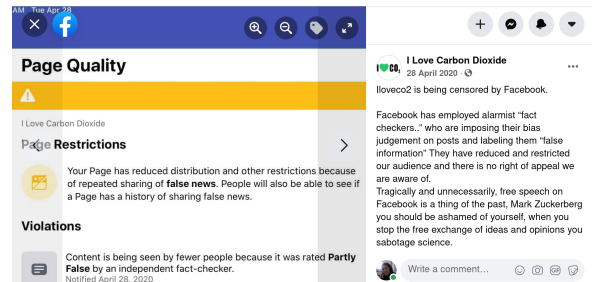 AM Tue Apr 28
Page Quality
I Love Carbon Dioxide
Page Restrictions
Your Page has reduced distribution and other restrictions because
of repeated sharing of false news. People will also be able to see if
a Page has a history of sharing false news.
Violations
Content is being seen by fewer people because it was rated Partly
False by an independent fact-checker.
Notified April 28, 2020
I CO2
I Love Carbon Dioxide
28 April 2020
Iloveco2 is being censored by Facebook.
Facebook has employed alarmist “fact
checkers..” who are imposing their bias
judgement on posts and labeling them “false
information” They have reduced and restricted
our audience and there is no right of appeal we
are aware of.
Tragically and unnecessarily, free speech on
Facebook is a thing of the past, Mark Zuckerberg
you should be ashamed of yourself, when you
stop the free exchange of ideas and opinions you
sabotage science.
Write a comment...
GIF